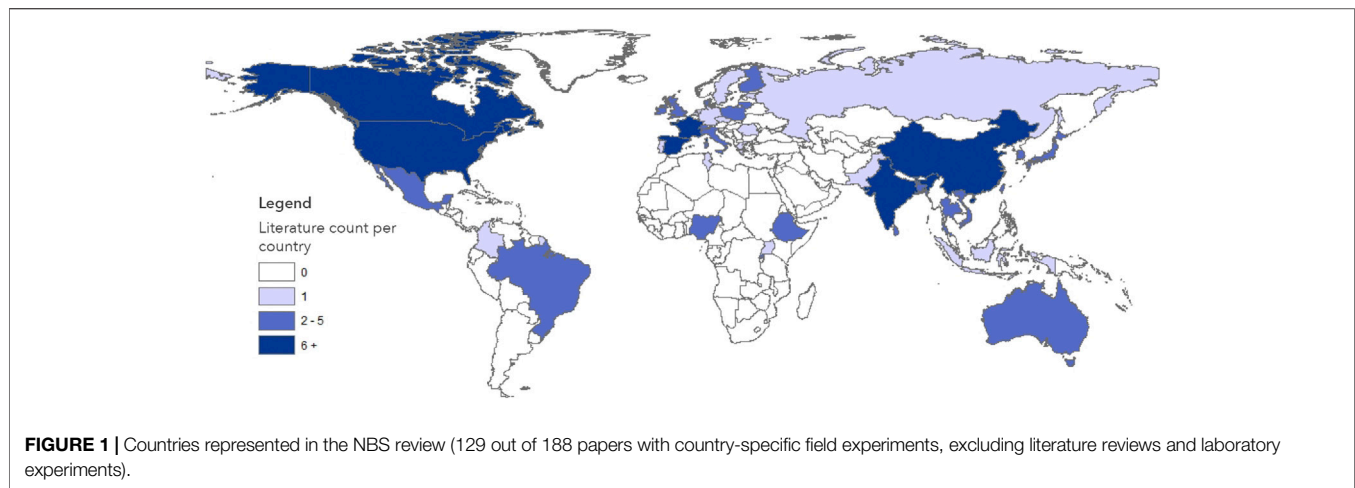 Legend
Literature count per
country
0
1
2 - 5
6 +
FIGURE 1 | Countries represented in the NBS review (129 out of 188 papers with country-specific field experiments, excluding literature reviews and laboratory
experiments).